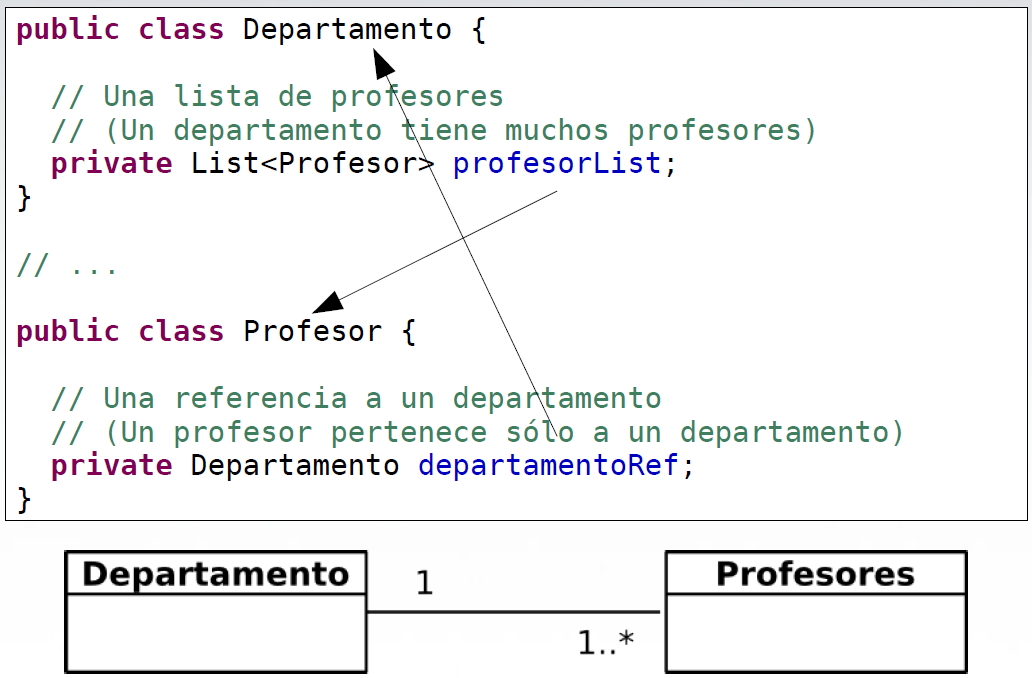 public class Departamento {
// Una lista de profesores
// (Un departamento tiene muchos profesores)
private List<Profesor> profesorList;
}
// ...
public class Profesor {
// Una referencia a un departamento
// (Un profesor pertenece sólo a un departamento)
private Departamento departamentoRef;
}
Departamento
1
1..*
Profesores